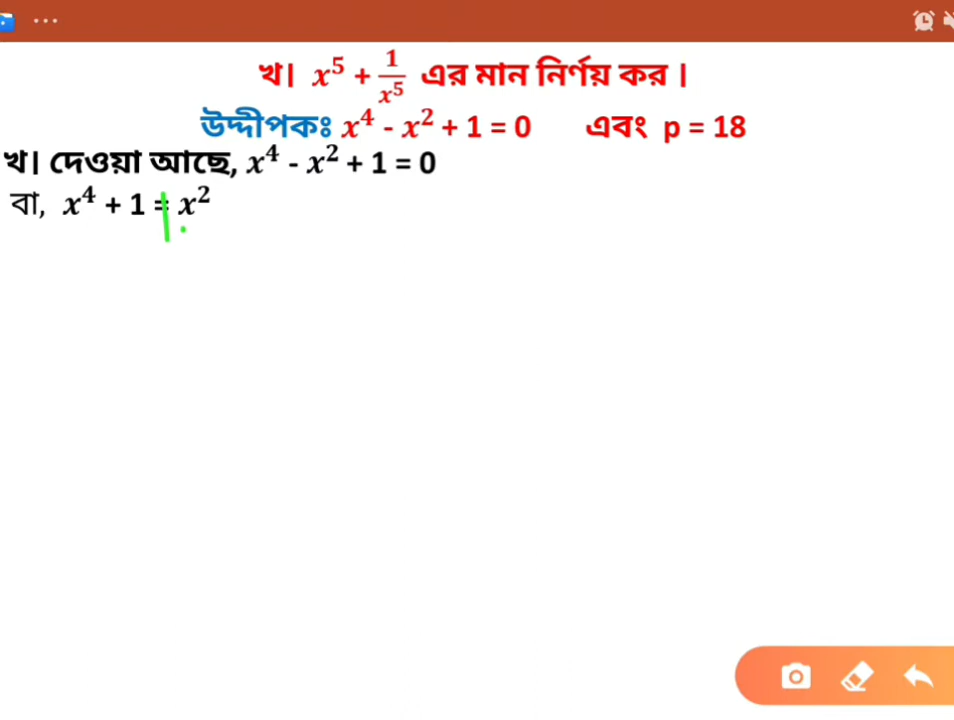 খ। x⁵ + 1/x⁵ এর মান নির্ণয় কর ।
উদ্দীপকঃ x⁴ - x² + 1 = 0 এবং p = 18
খ। দেওয়া আছে, x⁴ - x² + 1 = 0
বা, x⁴ + 1 = x²